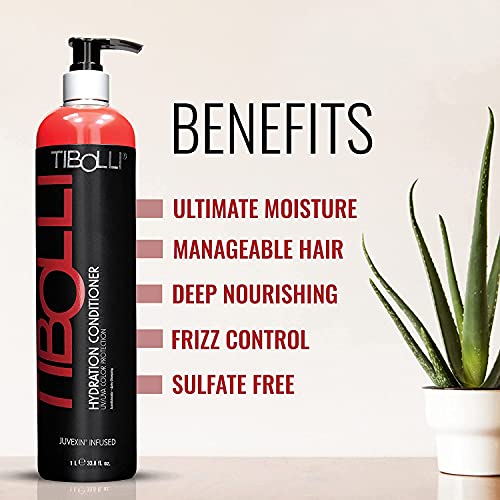 BENEFITS
ULTIMATE MOISTURE
MANAGEABLE HAIR
DEEP NOURISHING
FRIZZ CONTROL
SULFATE FREE
TIBOLLI®
TIBOLLI
HYDRATION CONDITIONER
UV/UVA COLOR PROTECTION
JUVEXIN® INFUSED
1 L ℮ 33.8 fl. oz.